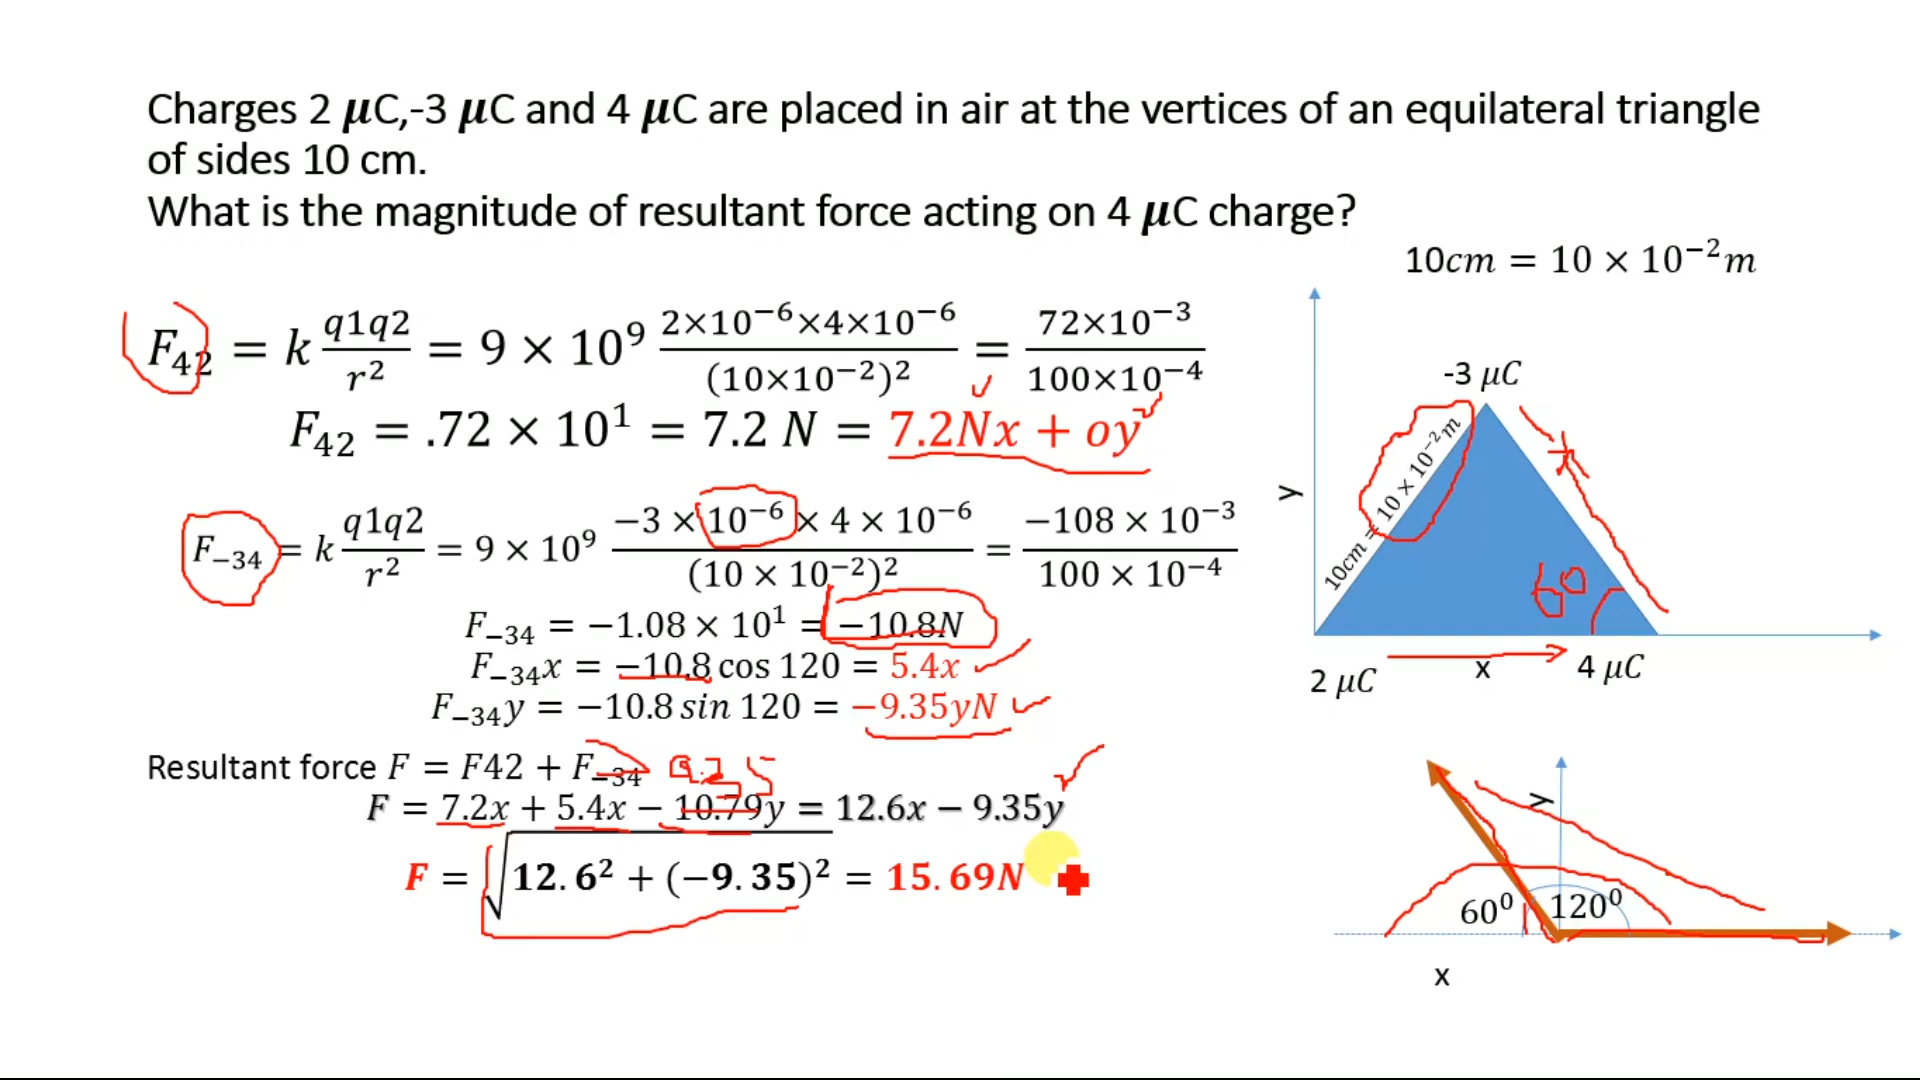 Charges 2 𝝁C,-3 𝝁C and 4 𝝁C are placed in air at the vertices of an equilateral triangle
of sides 10 cm.
What is the magnitude of resultant force acting on 4 𝝁C charge?
10cm = 10 × 10⁻²m
F₄₂ = k q1q2/r² = 9 × 10⁹ 2×10⁻⁶×4×10⁻⁶/(10×10⁻²)² = 72×10⁻³/100×10⁻⁴
F₄₂ = .72 × 10¹ = 7.2 N = 7.2Nx + oy
F₋₃₄ = k q1q2/r² = 9 × 10⁹ −3 × 10⁻⁶ × 4 × 10⁻⁶/(10 × 10⁻²)² = −108 × 10⁻³/100 × 10⁻⁴
F₋₃₄ = −1.08 × 10¹ = −10.8N
F₋₃₄x = −10.8 cos 120 = 5.4x
F₋₃₄y = −10.8 sin 120 = −9.35yN
Resultant force F = F42 + F₋₃₄
9.35
F = 7.2x + 5.4x − 10.79y = 12.6x − 9.35y
F = √12.6² + (−9.35)² = 15.69N
-3 μC
10cm = 10 × 10⁻²m
y
60
2 μC
x
4 μC
y
60⁰
120⁰
x